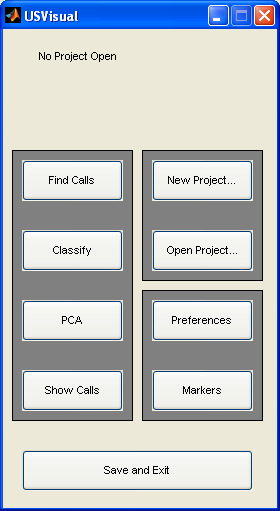 USVisual
No Project Open
Find Calls
New Project...
Classify
Open Project...
PCA
Preferences
Show Calls
Markers
Save and Exit